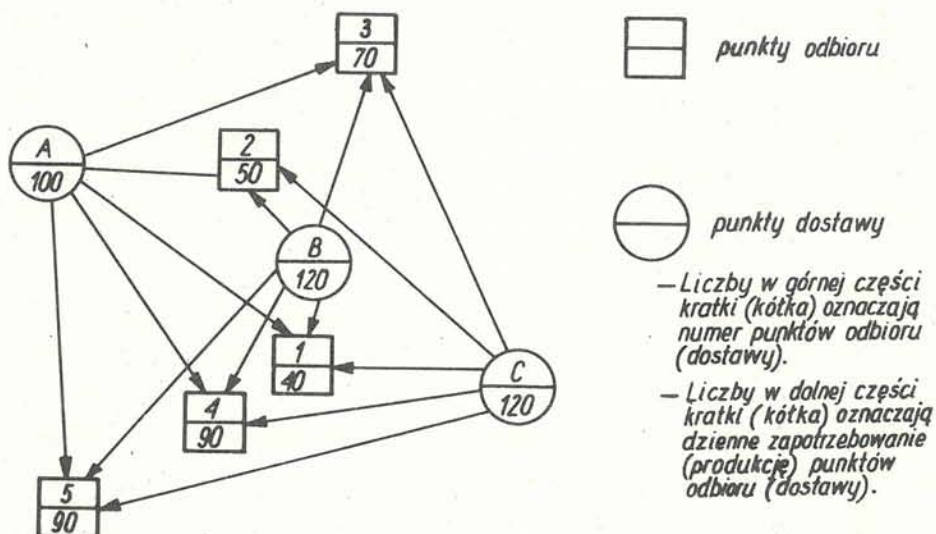 3
70
A
100
2
50
B
120
1
40
C
120
4
90
5
90
punkty odbioru
punkty dostawy
— Liczby w górnej części
kratki (kółka) oznaczają
numer punktów odbioru
(dostawy).
— Liczby w dolnej części
kratki (kółka) oznaczają
dzienne zapotrzebowanie
(produkcję) punktów
odbioru (dostawy).